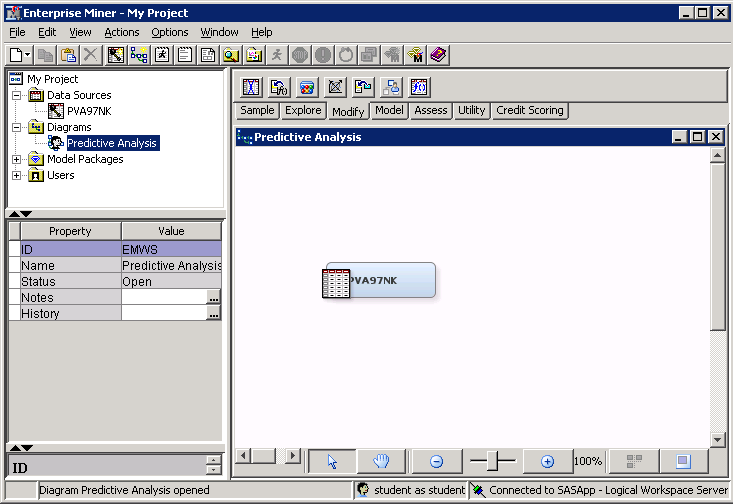 Enterprise Miner - My Project
File Edit View Actions Options Window Help
My Project
Data Sources
PVA97NK
Diagrams
Predictive Analysis
Model Packages
Users
Property Value
ID EMWS
Name Predictive Analysis
Status Open
Notes ...
History ...
ID
Sample Explore Modify Model Assess Utility Credit Scoring
Predictive Analysis
PVA97NK
100%
Diagram Predictive Analysis opened
student as student
Connected to SASApp - Logical Workspace Server